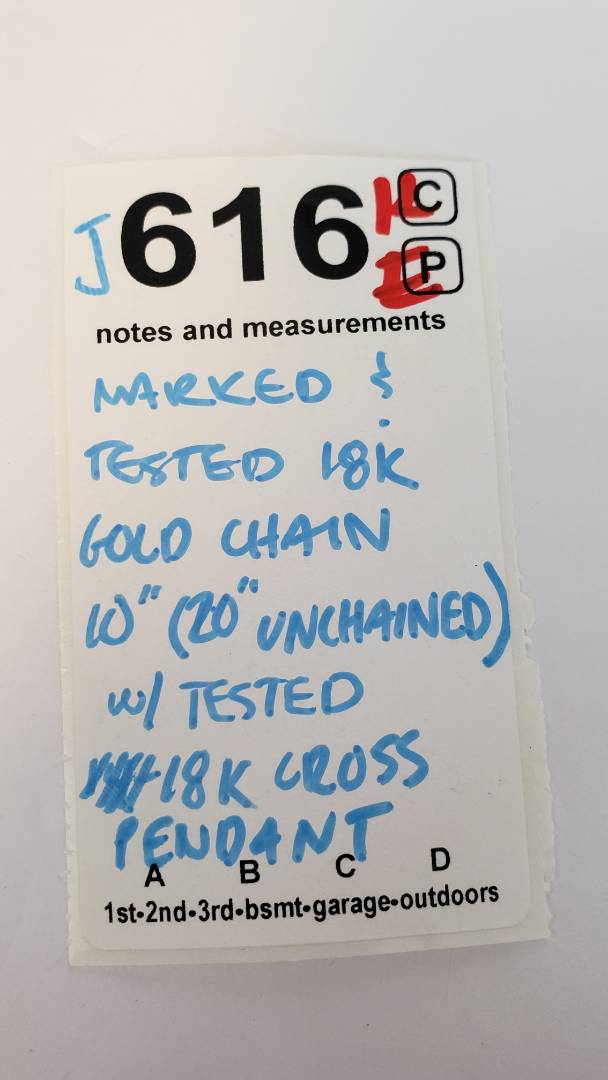 J616 H C
E P
notes and measurements
MARKED &
TESTED 18K
GOLD CHAIN
10" (20" UNCHAINED)
w/ TESTED
18K CROSS
PENDANT
A B C D
1st•2nd•3rd•bsmt•garage•outdoors